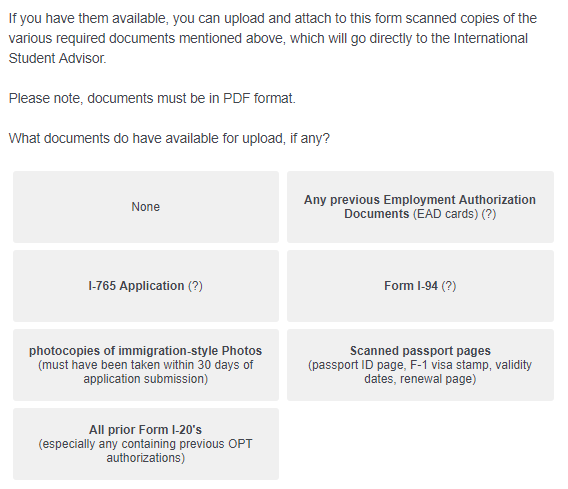 If you have them available, you can upload and attach to this form scanned copies of the
various required documents mentioned above, which will go directly to the International
Student Advisor.
Please note, documents must be in PDF format.
What documents do have available for upload, if any?
None
Any previous Employment Authorization
Documents (EAD cards) (?)
I-765 Application (?)
Form I-94 (?)
photocopies of immigration-style Photos
(must have been taken within 30 days of
application submission)
Scanned passport pages
(passport ID page, F-1 visa stamp, validity
dates, renewal page)
All prior Form I-20's
(especially any containing previous OPT
authorizations)